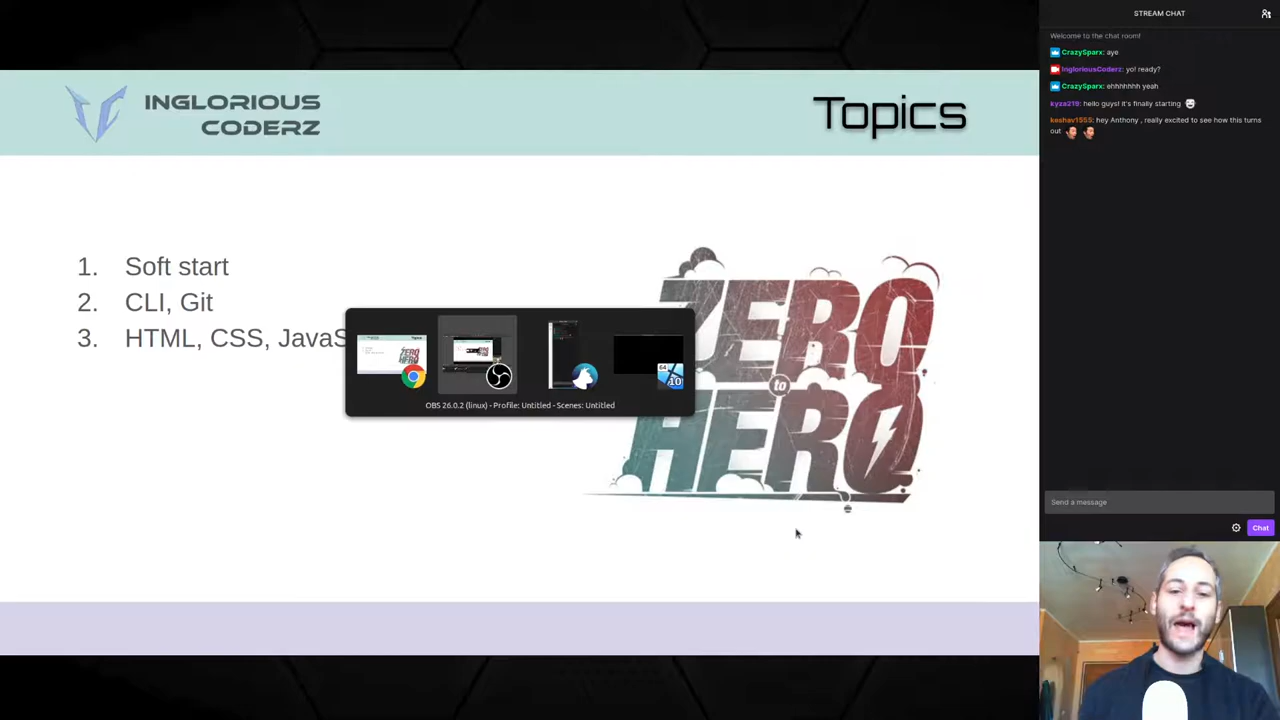 INGLORIOUS
CODERZ
Topics
1. Soft start
2. CLI, Git
3. HTML, CSS, JavaS
ZERO
to
HERO
64
10
OBS 26.0.2 (linux) - Profile: Untitled - Scenes: Untitled
STREAM CHAT
Welcome to the chat room!
CrazySparx: aye
IngloriousCoderz: yo! ready?
CrazySparx: ehhhhhhh yeah
kyza219: hello guys! it's finally starting
keshav1555: hey Anthony , really excited to see how this turns
out
Send a message
Chat